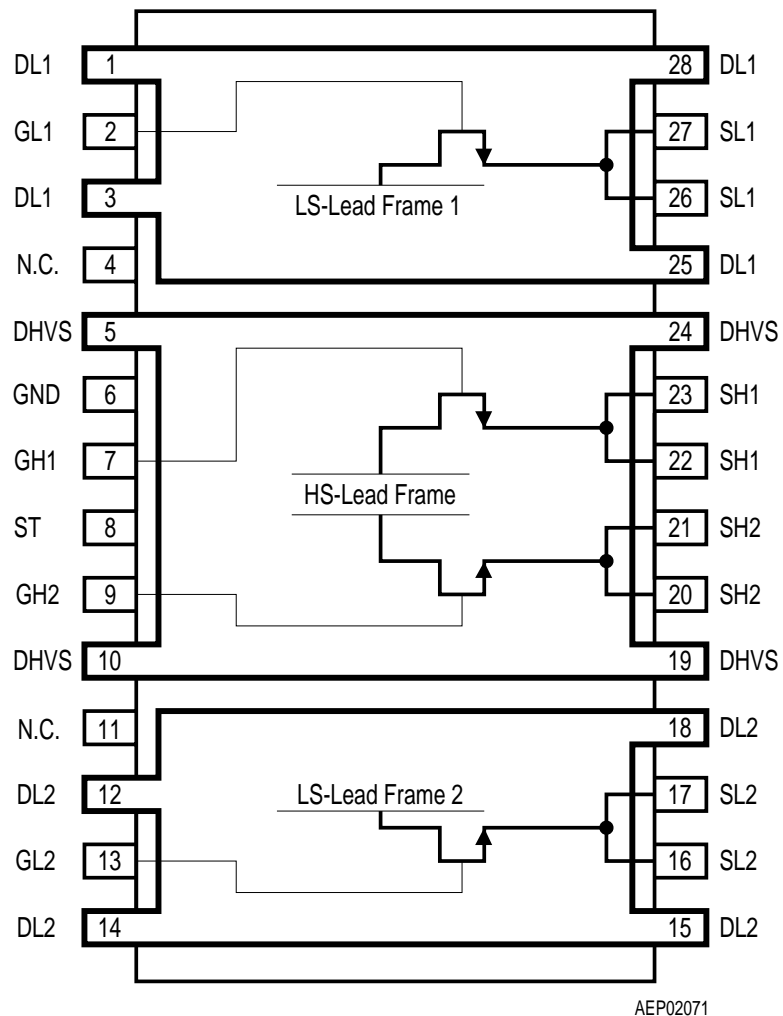 DL1 1 28 DL1
GL1 2 27 SL1
DL1 3 LS-Lead Frame 1 26 SL1
N.C. 4 25 DL1
DHVS 5 24 DHVS
GND 6 23 SH1
GH1 7 22 SH1
HS-Lead Frame
ST 8 21 SH2
GH2 9 20 SH2
DHVS 10 19 DHVS
N.C. 11 18 DL2
DL2 12 LS-Lead Frame 2 17 SL2
GL2 13 16 SL2
DL2 14 15 DL2
AEP02071